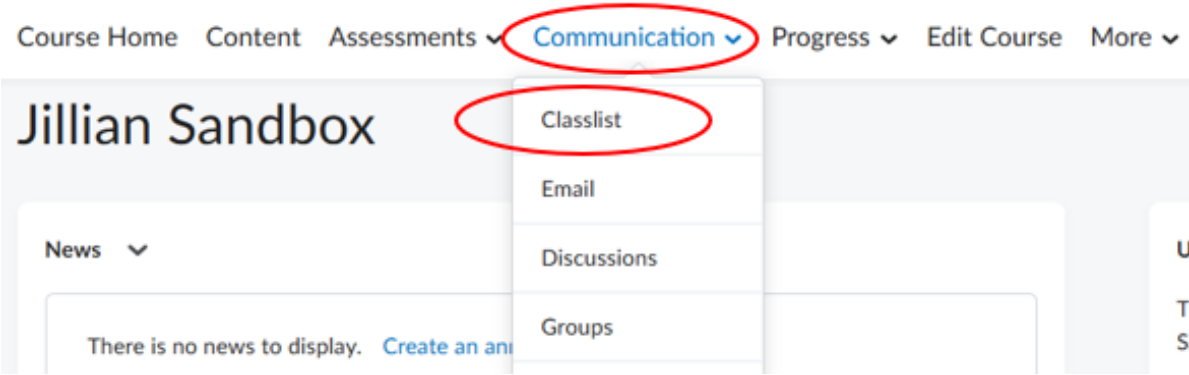 Course Home Content Assessments Communication Progress Edit Course More
Jillian Sandbox
Classlist
Email
Discussions
Groups
News
There is no news to display. Create an